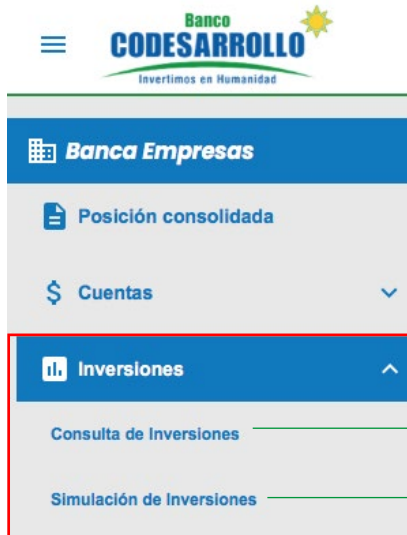 Banco
CODESARROLLO
Invertimos en Humanidad
Banca Empresas
Posición consolidada
Cuentas
Inversiones
Consulta de Inversiones
Simulación de Inversiones